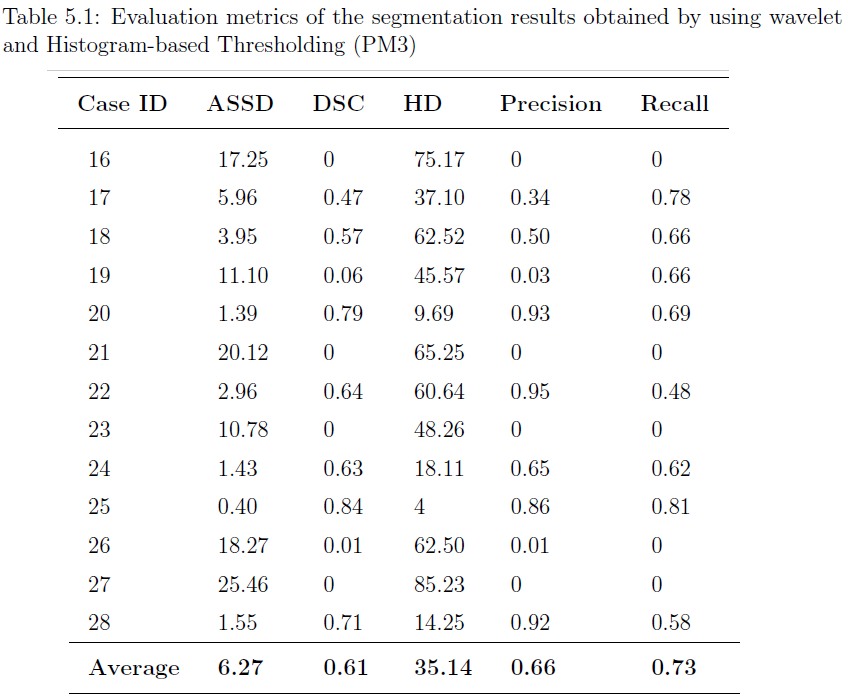 Table 5.1: Evaluation metrics of the segmentation results obtained by using wavelet
and Histogram-based Thresholding (PM3)
Case ID ASSD DSC HD Precision Recall
16 17.25 0 75.17 0 0
17 5.96 0.47 37.10 0.34 0.78
18 3.95 0.57 62.52 0.50 0.66
19 11.10 0.06 45.57 0.03 0.66
20 1.39 0.79 9.69 0.93 0.69
21 20.12 0 65.25 0 0
22 2.96 0.64 60.64 0.95 0.48
23 10.78 0 48.26 0 0
24 1.43 0.63 18.11 0.65 0.62
25 0.40 0.84 4 0.86 0.81
26 18.27 0.01 62.50 0.01 0
27 25.46 0 85.23 0 0
28 1.55 0.71 14.25 0.92 0.58
Average 6.27 0.61 35.14 0.66 0.73